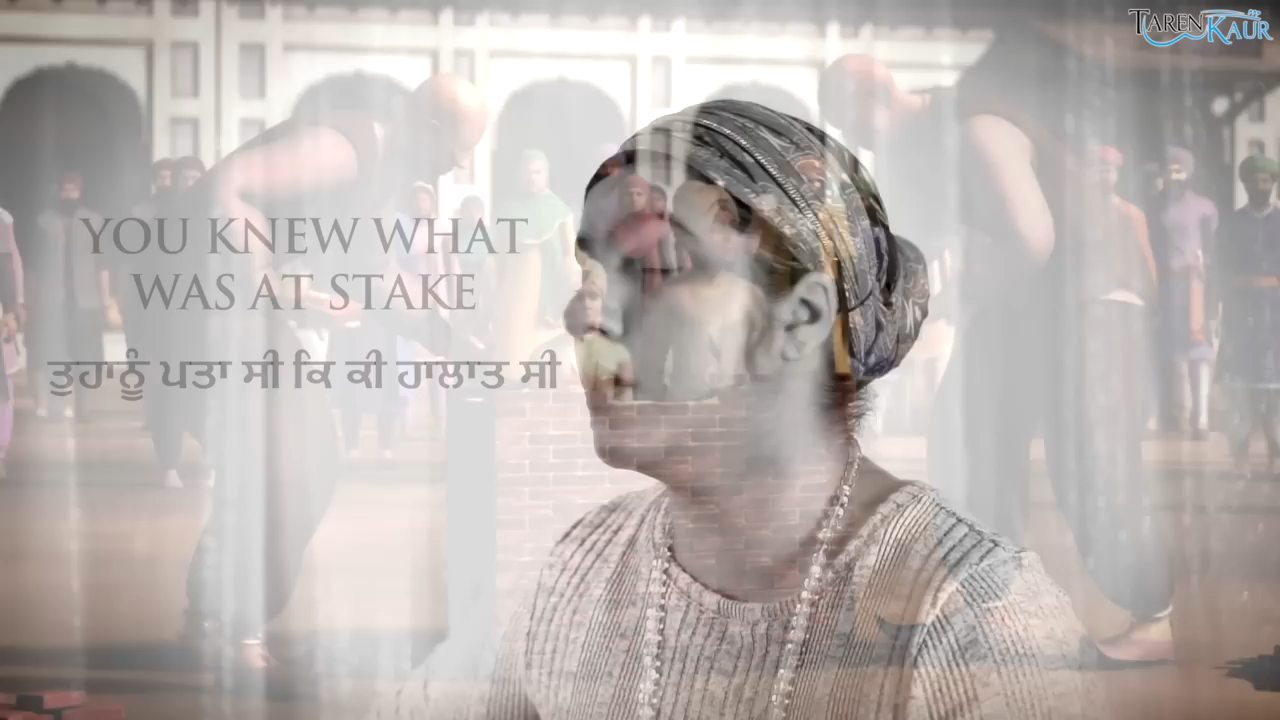 TAREN
KAUR
YOU KNEW WHAT
WAS AT STAKE
ਤੁਹਾਨੂੰ ਪਤਾ ਸੀ ਕਿ ਕੀ ਹਾਲਾਤ ਸੀ